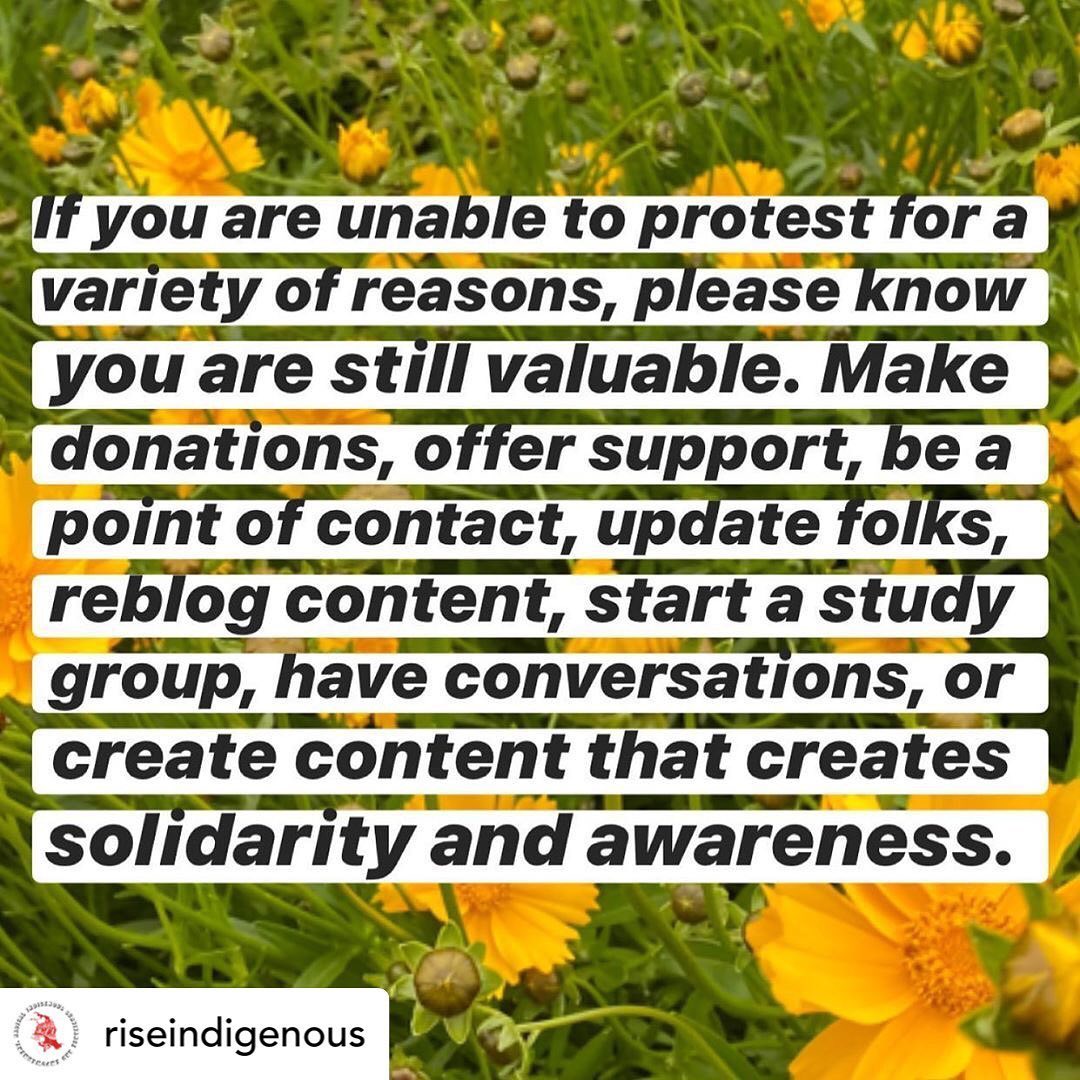 If you are unable to protest for a
variety of reasons, please know
you are still valuable. Make
donations, offer support, be a
point of contact, update folks,
reblog content, start a study
group, have conversations, or
create content that creates
solidarity and awareness.
riseindigenous